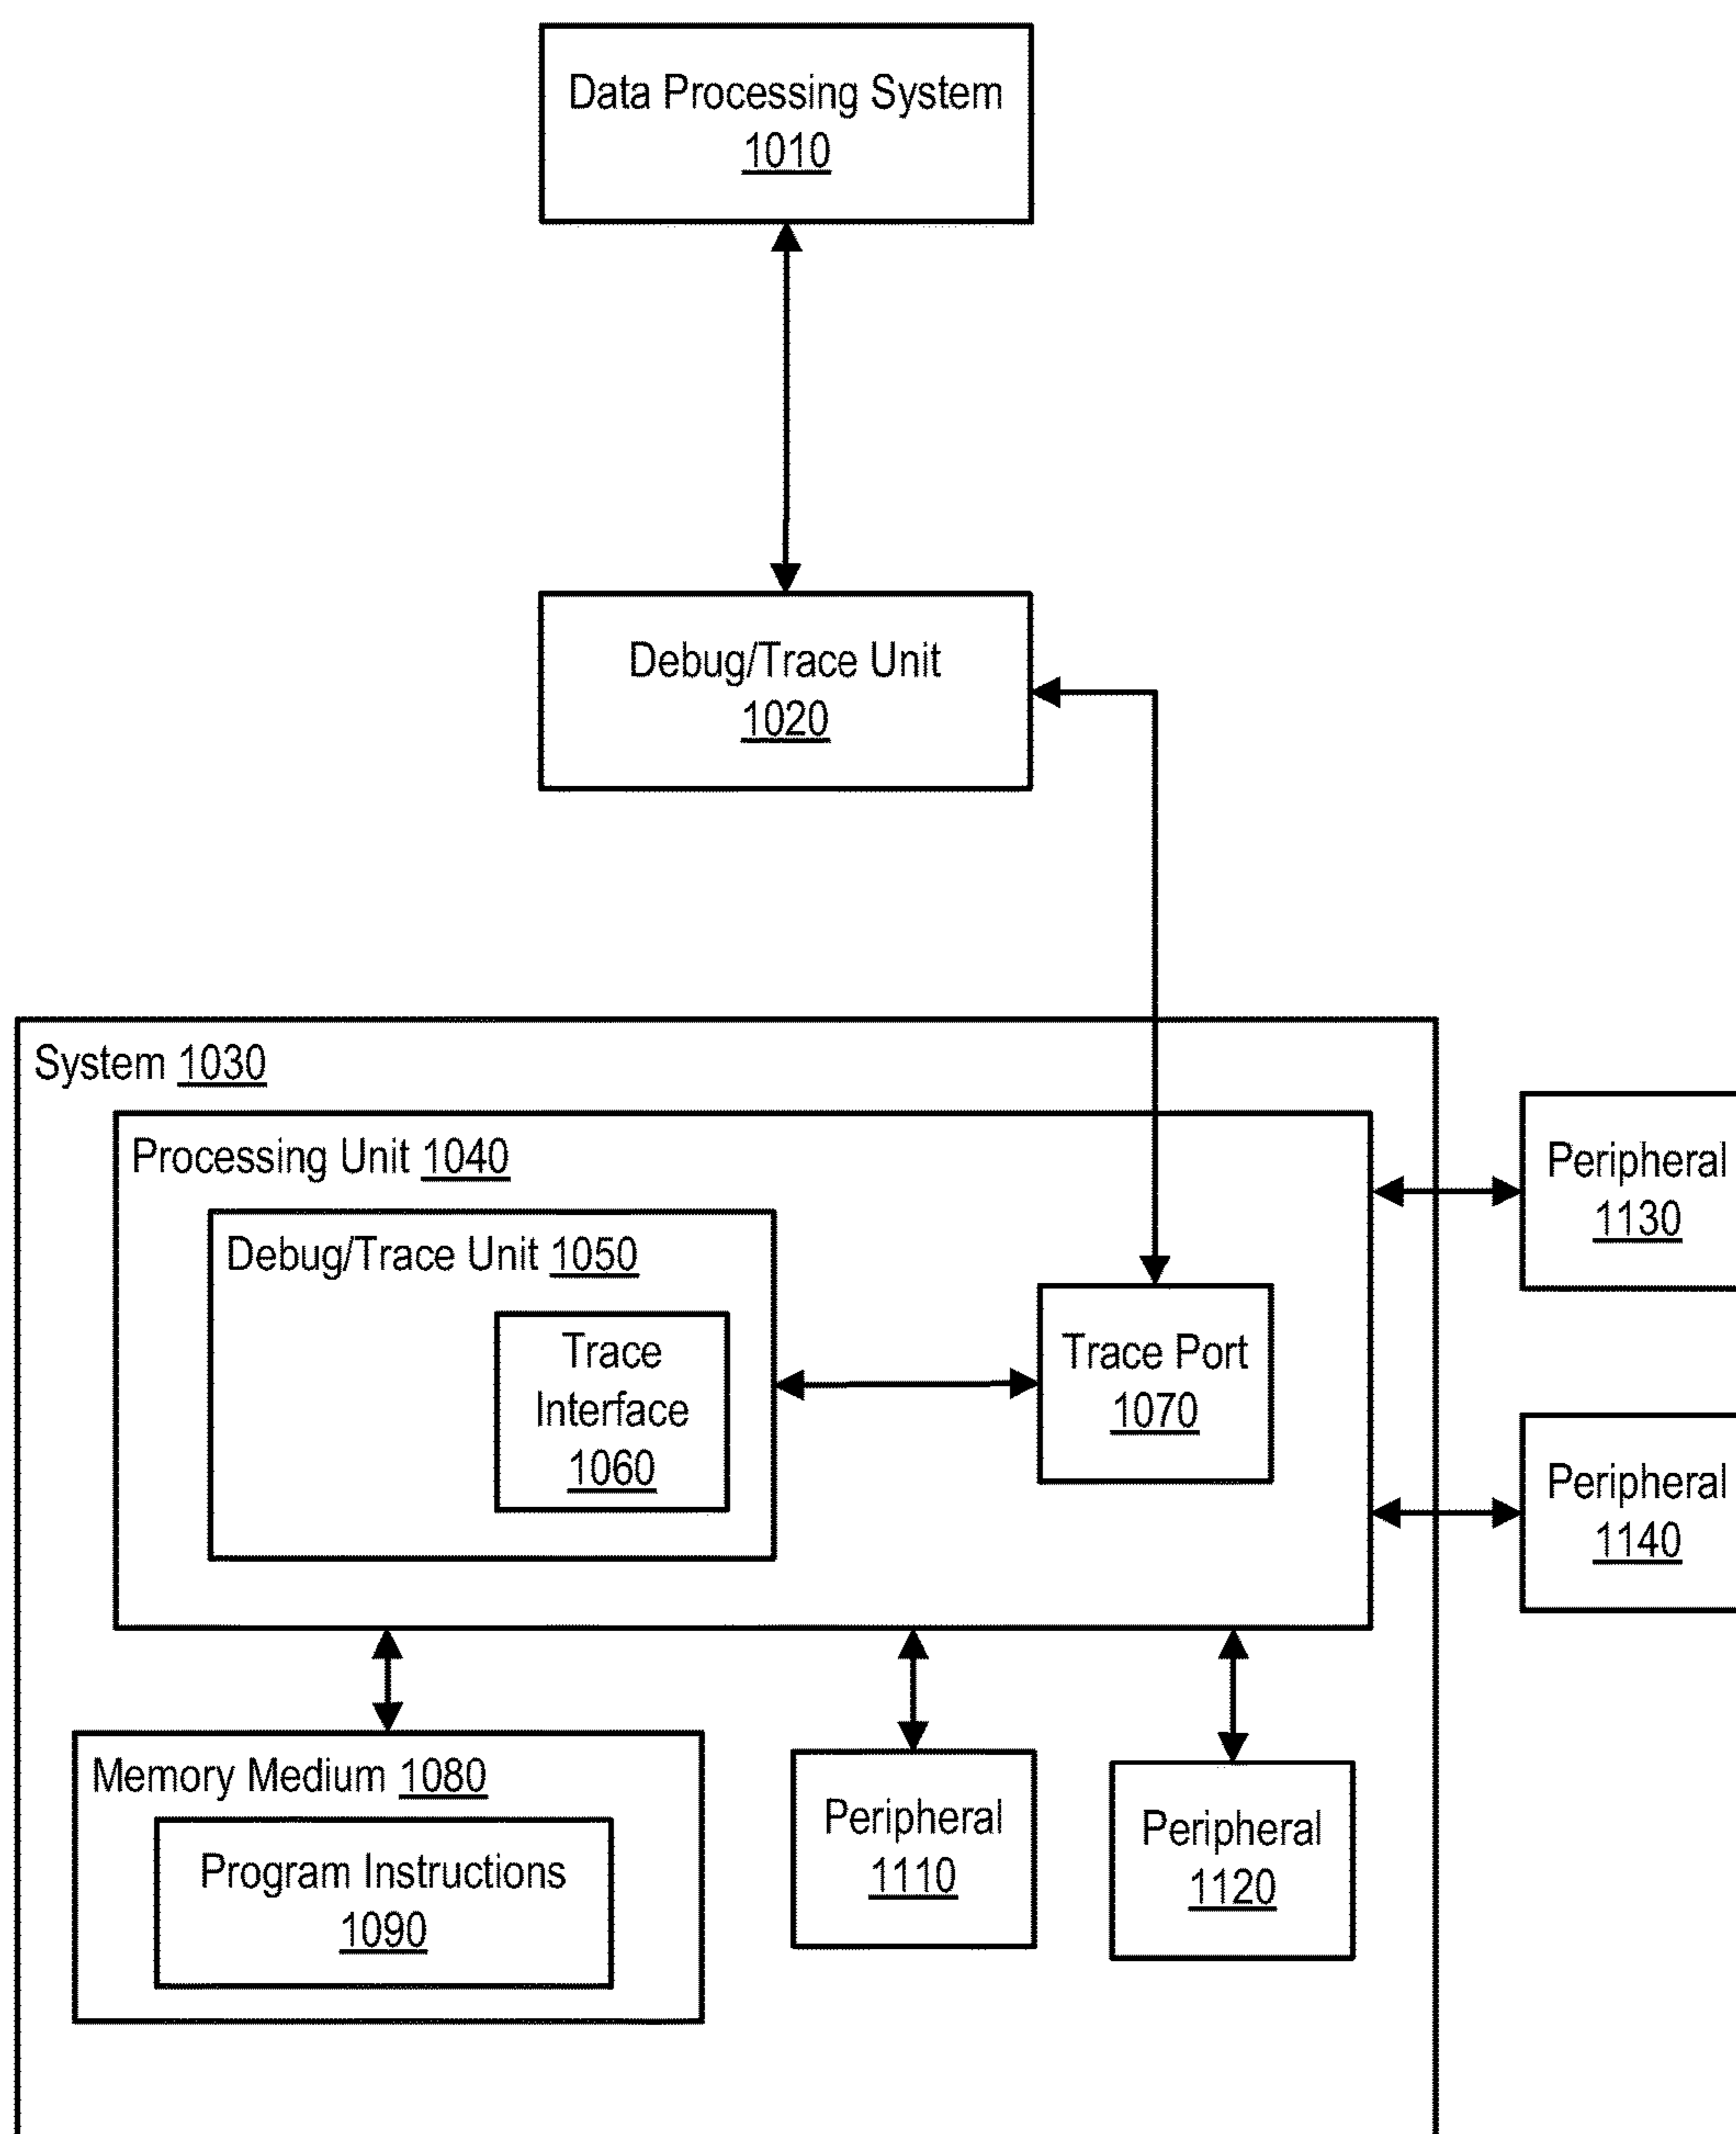 Data Processing System
1010
Debug/Trace Unit
1020
System 1030
Processing Unit 1040
Debug/Trace Unit 1050
Trace
Interface
1060
Trace Port
1070
Peripheral
1130
Peripheral
1140
Memory Medium 1080
Program Instructions
1090
Peripheral
1110
Peripheral
1120